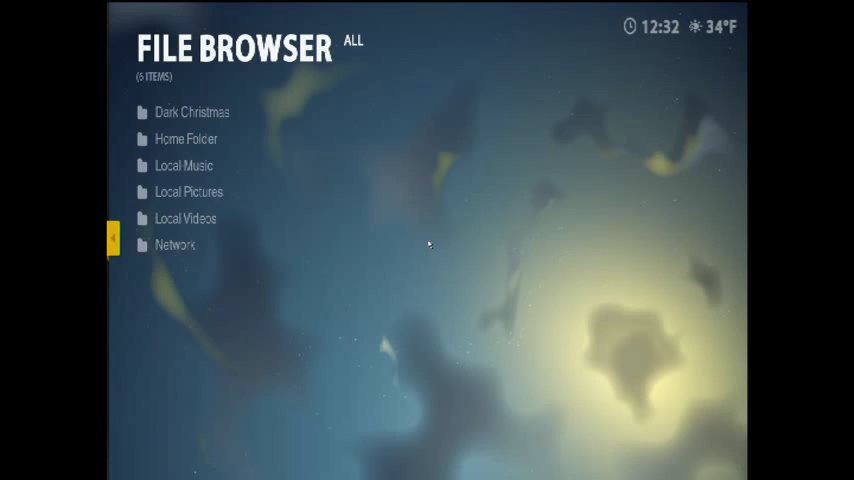 FILE BROWSER ALL
12:32 34°F
(6 ITEMS)
Dark Christmas
Home Folder
Local Music
Local Pictures
Local Videos
Network